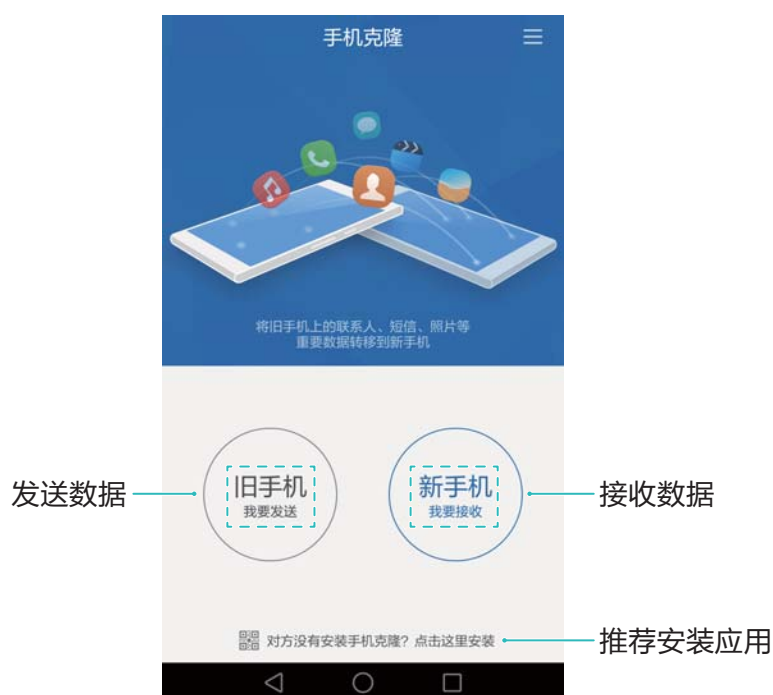 手机克隆
将旧手机上的联系人、短信、照片等
重要数据转移到新手机
发送数据
旧手机
我要发送
新手机
我要接收
接收数据
对方没有安装手机克隆？点击这里安装
推荐安装应用